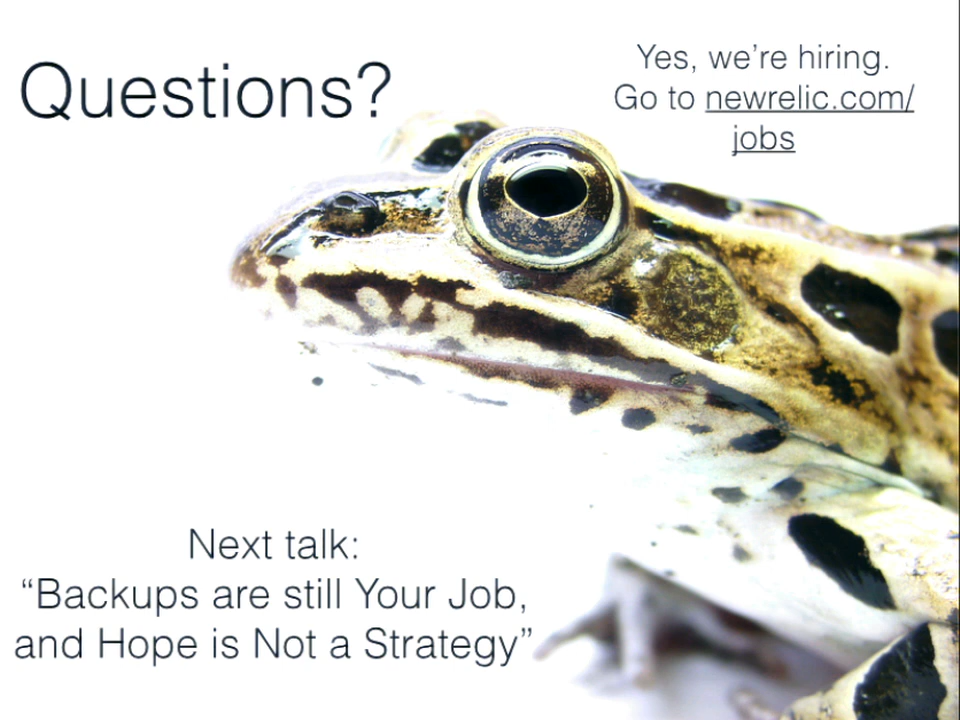 Questions?
Yes, we're hiring.
Go to newrelic.com/
jobs
Next talk:
“Backups are still Your Job,
and Hope is Not a Strategy”